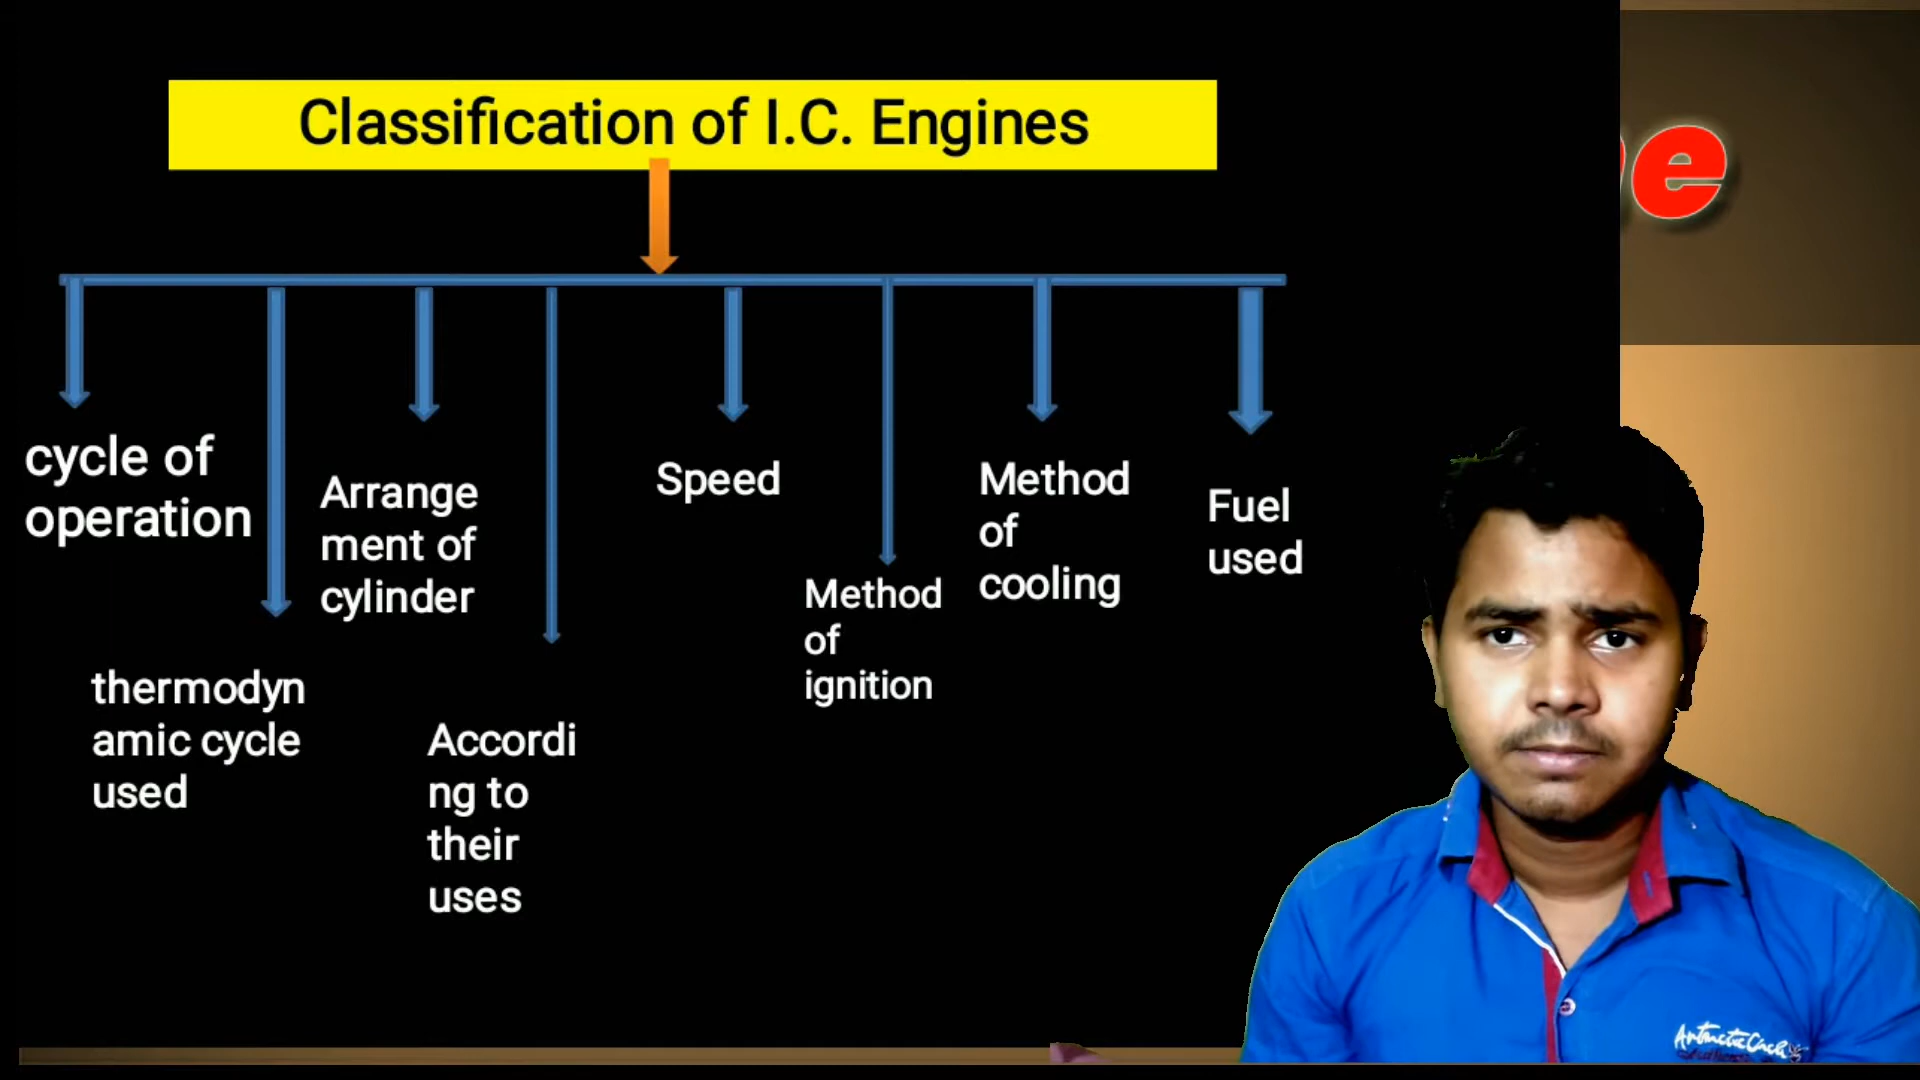 Classification of I.C. Engines
e
cycle of
operation
Arrange
ment of
cylinder
Speed
Method
of
cooling
Fuel
used
Method
of
ignition
thermodyn
amic cycle
used
Accordi
ng to
their
uses